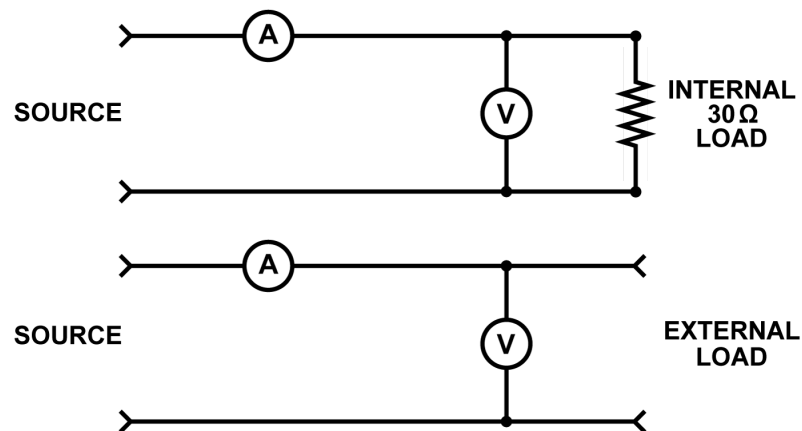 A
SOURCE
V
INTERNAL
30 Ω
LOAD
A
SOURCE
V
EXTERNAL
LOAD